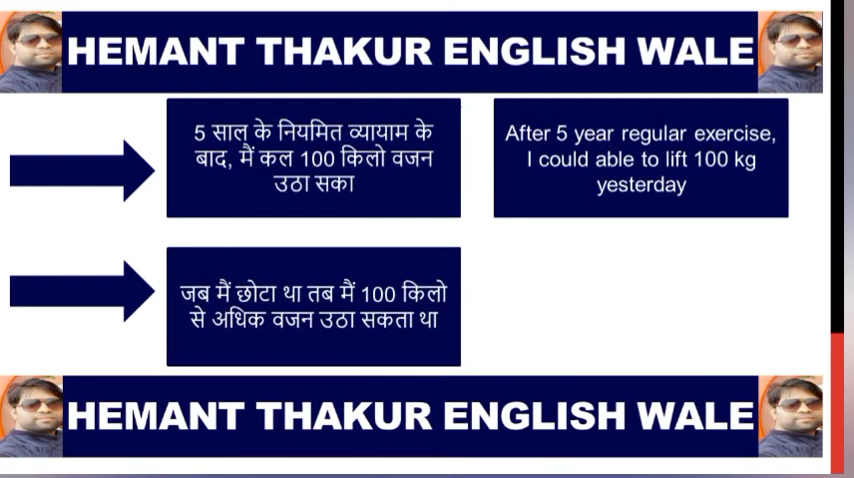 HEMANT THAKUR ENGLISH WALE
5 साल के नियमित व्यायाम के
बाद, मैं कल 100 किलो वजन
उठा सका
After 5 year regular exercise,
I could able to lift 100 kg
yesterday
जब मैं छोटा था तब मैं 100 किलो
से अधिक वजन उठा सकता था
HEMANT THAKUR ENGLISH WALE